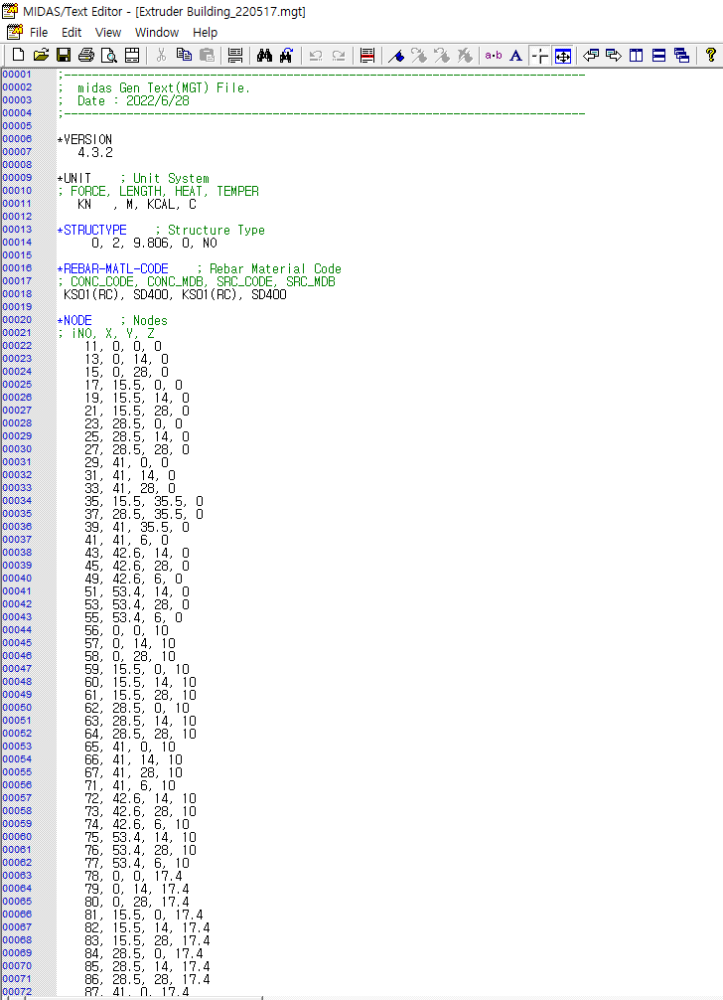 MIDAS/Text Editor - [Extruder Building_220517.mgt]
File Edit View Window Help
a·b A
00001 ;---------------------------------------------------------------------------
00002 ;  midas Gen Text(MGT) File.
00003 ;  Date : 2022/6/28
00004 ;---------------------------------------------------------------------------
00005
00006 *VERSION
00007    4.3.2
00008
00009 *UNIT    ; Unit System
00010 ; FORCE, LENGTH, HEAT, TEMPER
00011    KN   , M, KCAL, C
00012
00013 *STRUCTYPE    ; Structure Type
00014      0, 2, 9.806, 0, NO
00015
00016 *REBAR-MATL-CODE    ; Rebar Material Code
00017 ; CONC_CODE, CONC_MDB, SRC_CODE, SRC_MDB
00018  KS01(RC), SD400, KS01(RC), SD400
00019
00020 *NODE    ; Nodes
00021 ; iNO, X, Y, Z
00022     11, 0, 0, 0
00023     13, 0, 14, 0
00024     15, 0, 28, 0
00025     17, 15.5, 0, 0
00026     19, 15.5, 14, 0
00027     21, 15.5, 28, 0
00028     23, 28.5, 0, 0
00029     25, 28.5, 14, 0
00030     27, 28.5, 28, 0
00031     29, 41, 0, 0
00032     31, 41, 14, 0
00033     33, 41, 28, 0
00034     35, 15.5, 35.5, 0
00035     37, 28.5, 35.5, 0
00036     39, 41, 35.5, 0
00037     41, 41, 6, 0
00038     43, 42.6, 14, 0
00039     45, 42.6, 28, 0
00040     49, 42.6, 6, 0
00041     51, 53.4, 14, 0
00042     53, 53.4, 28, 0
00043     55, 53.4, 6, 0
00044     56, 0, 0, 10
00045     57, 0, 14, 10
00046     58, 0, 28, 10
00047     59, 15.5, 0, 10
00048     60, 15.5, 14, 10
00049     61, 15.5, 28, 10
00050     62, 28.5, 0, 10
00051     63, 28.5, 14, 10
00052     64, 28.5, 28, 10
00053     65, 41, 0, 10
00054     66, 41, 14, 10
00055     67, 41, 28, 10
00056     71, 41, 6, 10
00057     72, 42.6, 14, 10
00058     73, 42.6, 28, 10
00059     74, 42.6, 6, 10
00060     75, 53.4, 14, 10
00061     76, 53.4, 28, 10
00062     77, 53.4, 6, 10
00063     78, 0, 0, 17.4
00064     79, 0, 14, 17.4
00065     80, 0, 28, 17.4
00066     81, 15.5, 0, 17.4
00067     82, 15.5, 14, 17.4
00068     83, 15.5, 28, 17.4
00069     84, 28.5, 0, 17.4
00070     85, 28.5, 14, 17.4
00071     86, 28.5, 28, 17.4
00072     87, 41, 0, 17.4